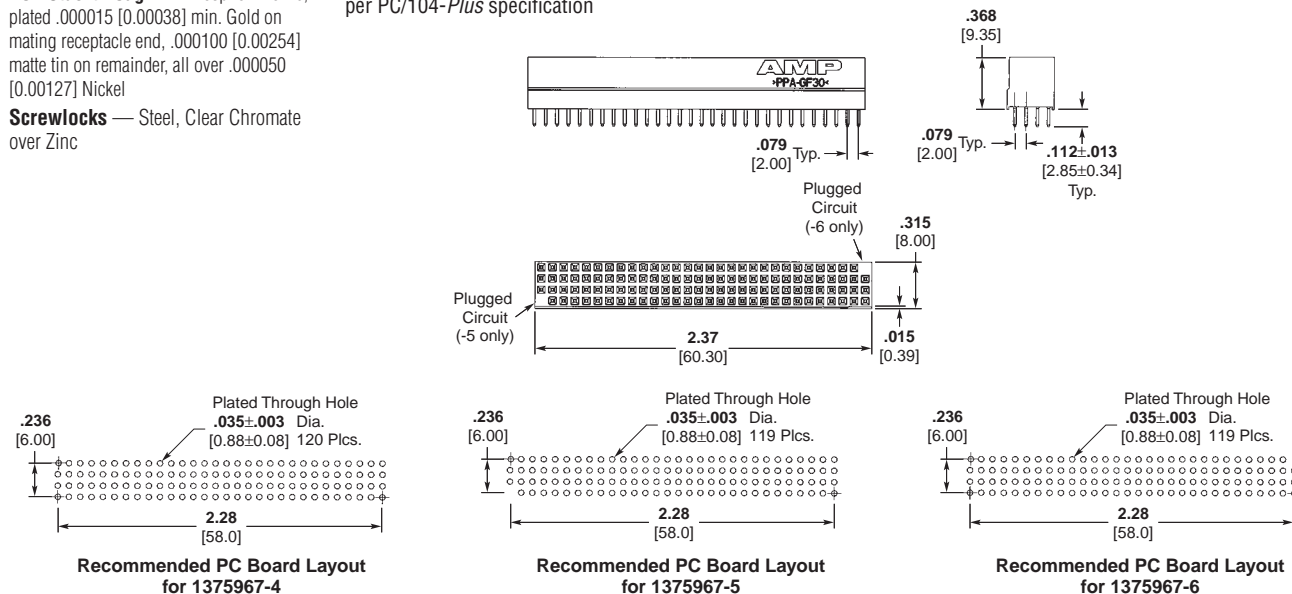 plated .000015 [0.00038] min. Gold on
mating receptacle end, .000100 [0.00254]
matte tin on remainder, all over .000050
[0.00127] Nickel
Screwlocks — Steel, Clear Chromate
over Zinc
per PC/104-Plus specification
AMP
>PPA-GF30<
.079
[2.00]
Typ.
.368
[9.35]
.079
[2.00]
Typ.
.112±.013
[2.85±0.34]
Typ.
Plugged
Circuit
(-6 only)
.315
[8.00]
Plugged
Circuit
(-5 only)
2.37
[60.30]
.015
[0.39]
.236
[6.00]
Plated Through Hole
.035±.003 Dia.
[0.88±0.08] 120 Plcs.
2.28
[58.0]
Recommended PC Board Layout
for 1375967-4
.236
[6.00]
Plated Through Hole
.035±.003 Dia.
[0.88±0.08] 119 Plcs.
2.28
[58.0]
Recommended PC Board Layout
for 1375967-5
.236
[6.00]
Plated Through Hole
.035±.003 Dia.
[0.88±0.08] 119 Plcs.
2.28
[58.0]
Recommended PC Board Layout
for 1375967-6